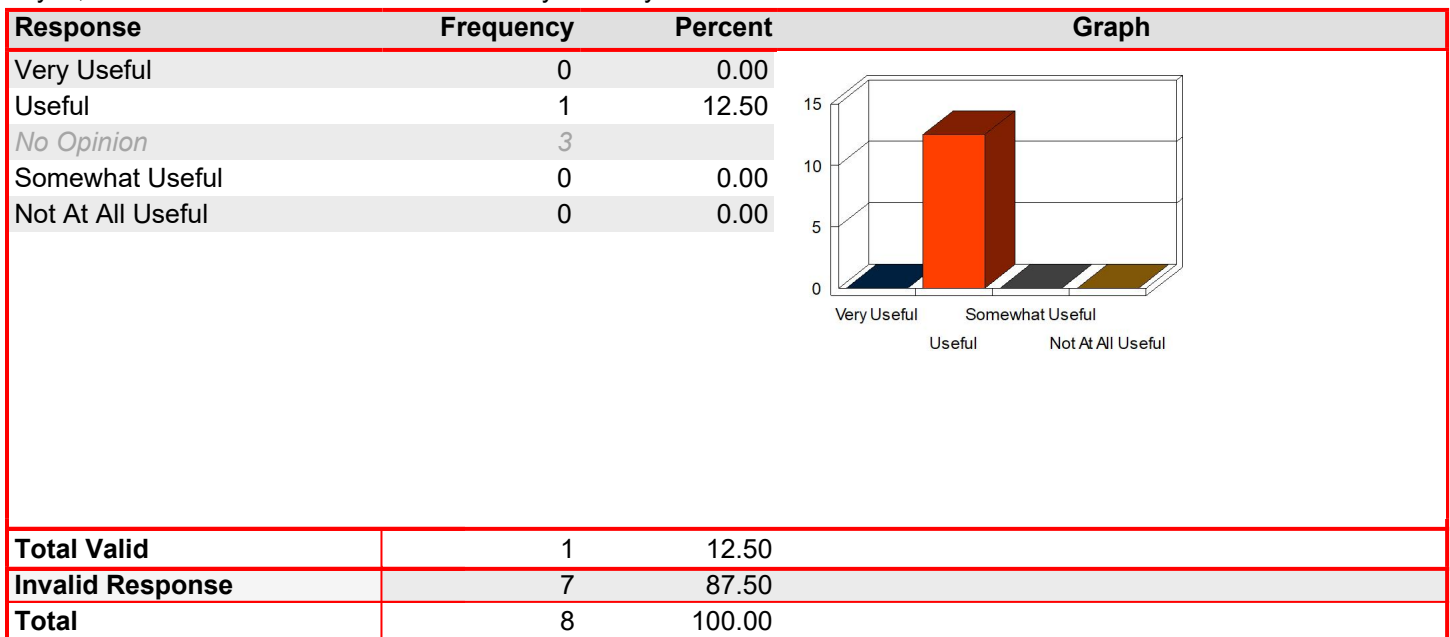 Response Frequency Percent Graph
Very Useful 0 0.00
Useful 1 12.50
No Opinion 3
Somewhat Useful 0 0.00
Not At All Useful 0 0.00
15
10
5
0
Very Useful Somewhat Useful
Useful Not At All Useful
Total Valid 1 12.50
Invalid Response 7 87.50
Total 8 100.00